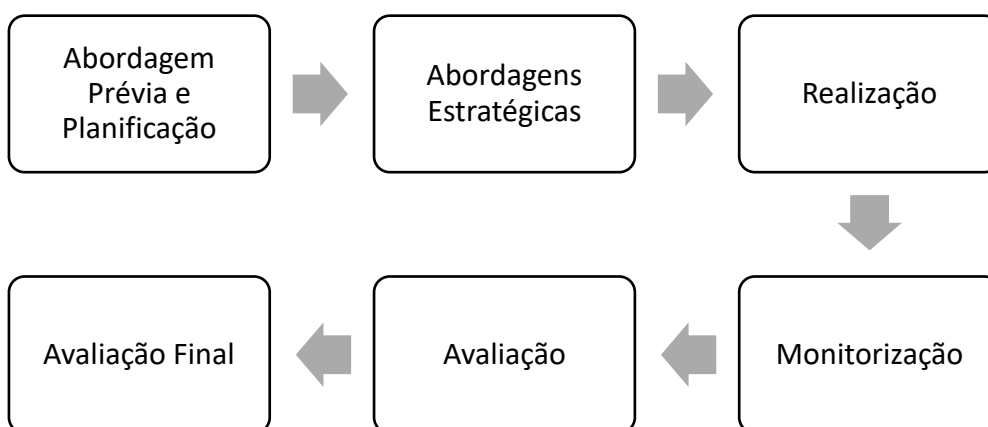 Abordagem
Prévia e
Planificação
Abordagens
Estratégicas
Realização
Monitorização
Avaliação
Avaliação Final